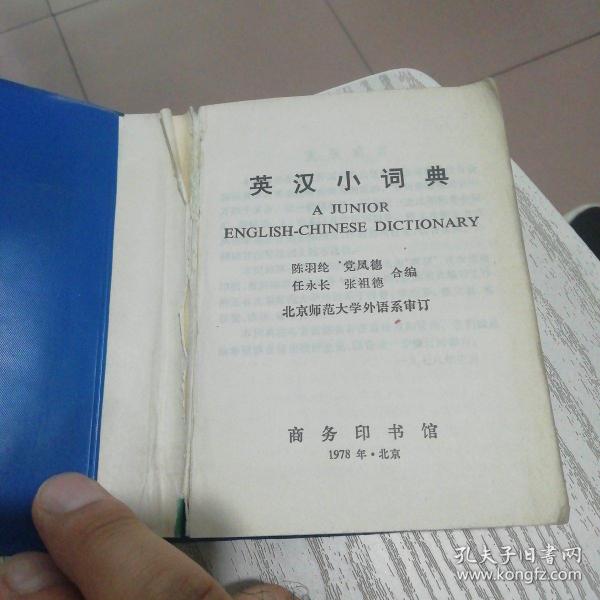 英汉小词典
A JUNIOR
ENGLISH-CHINESE DICTIONARY
陈羽纶 党凤德
任永长 张祖德 合编
北京师范大学外语系审订
商务印书馆
1978年·北京
孔夫子旧书网
www.kongfz.com